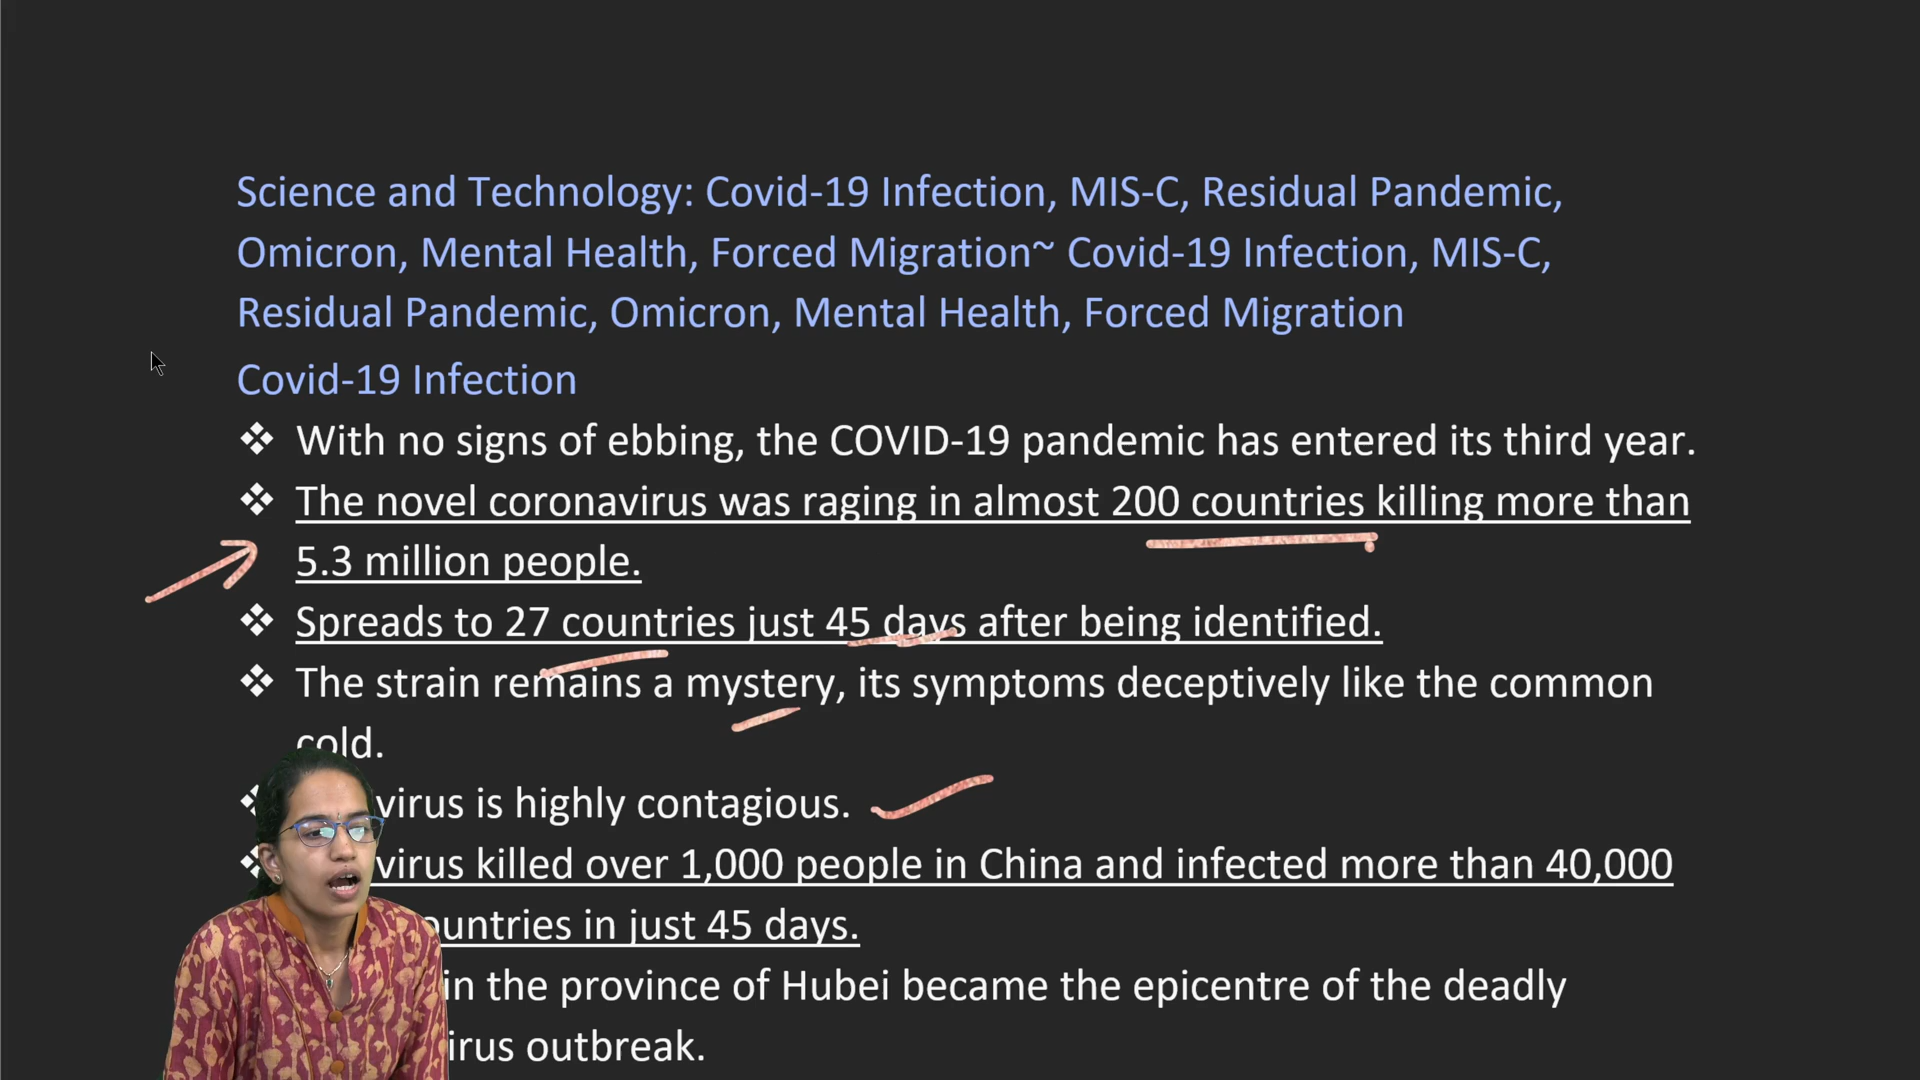 Science and Technology: Covid-19 Infection, MIS-C, Residual Pandemic,
Omicron, Mental Health, Forced Migration~ Covid-19 Infection, MIS-C,
Residual Pandemic, Omicron, Mental Health, Forced Migration
Covid-19 Infection
❖ With no signs of ebbing, the COVID-19 pandemic has entered its third year.
❖ The novel coronavirus was raging in almost 200 countries killing more than
5.3 million people.
❖ Spreads to 27 countries just 45 days after being identified.
❖ The strain remains a mystery, its symptoms deceptively like the common
cold.
virus is highly contagious.
virus killed over 1,000 people in China and infected more than 40,000
in just 45 days.
in the province of Hubei became the epicentre of the deadly
outbreak.